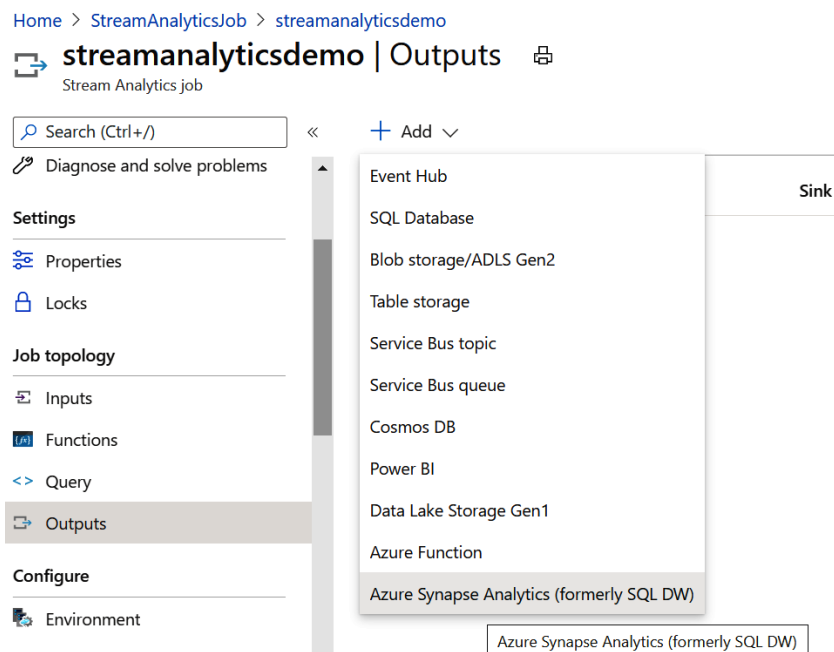 Home > StreamAnalyticsJob > streamanalyticsdemo
streamanalyticsdemo | Outputs
Stream Analytics job
Search (Ctrl+/)
«
Diagnose and solve problems
Settings
Properties
Locks
Job topology
Inputs
Functions
<> Query
Outputs
Configure
Environment
+ Add
Event Hub
SQL Database
Blob storage/ADLS Gen2
Table storage
Service Bus topic
Service Bus queue
Cosmos DB
Power BI
Data Lake Storage Gen1
Azure Function
Azure Synapse Analytics (formerly SQL DW)
Azure Synapse Analytics (formerly SQL DW)
Sink